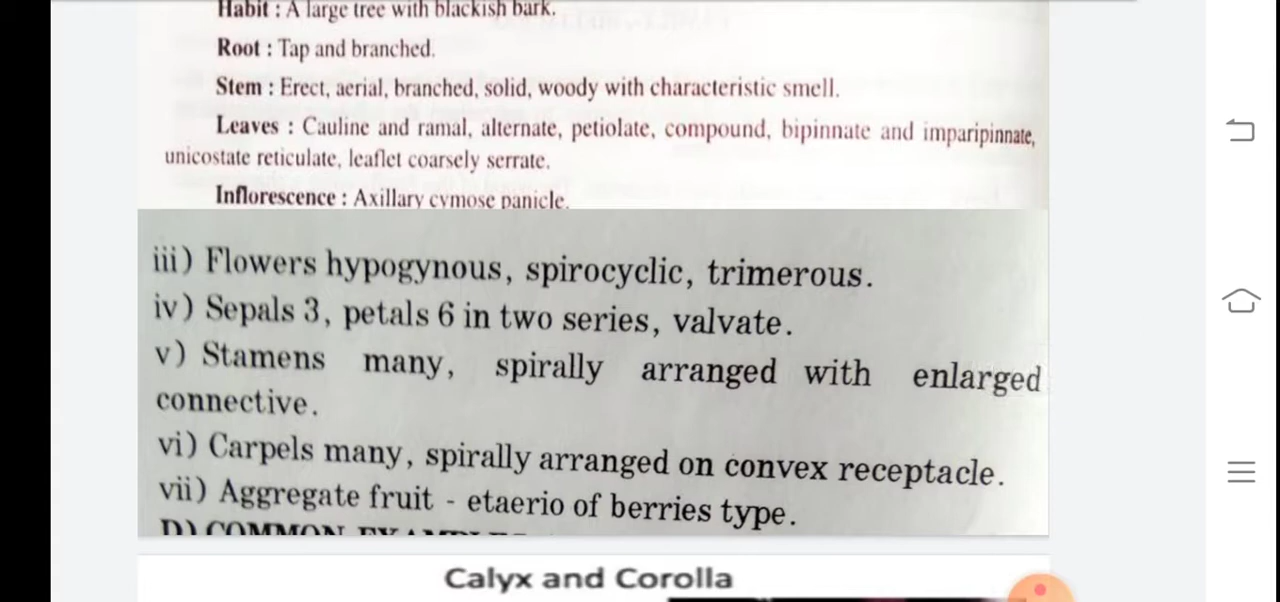 Habit : A large tree with blackish bark.
Root : Tap and branched.
Stem : Erect, aerial, branched, solid, woody with characteristic smell.
Leaves : Cauline and ramal, alternate, petiolate, compound, bipinnate and imparipinnate,
unicostate reticulate, leaflet coarsely serrate.
Inflorescence : Axillary cymose panicle.
iii) Flowers hypogynous, spirocyclic, trimerous.
iv) Sepals 3, petals 6 in two series, valvate.
v) Stamens many, spirally arranged with enlarged
connective.
vi) Carpels many, spirally arranged on convex receptacle.
vii) Aggregate fruit - etaerio of berries type.
D) COMMON
Calyx and Corolla